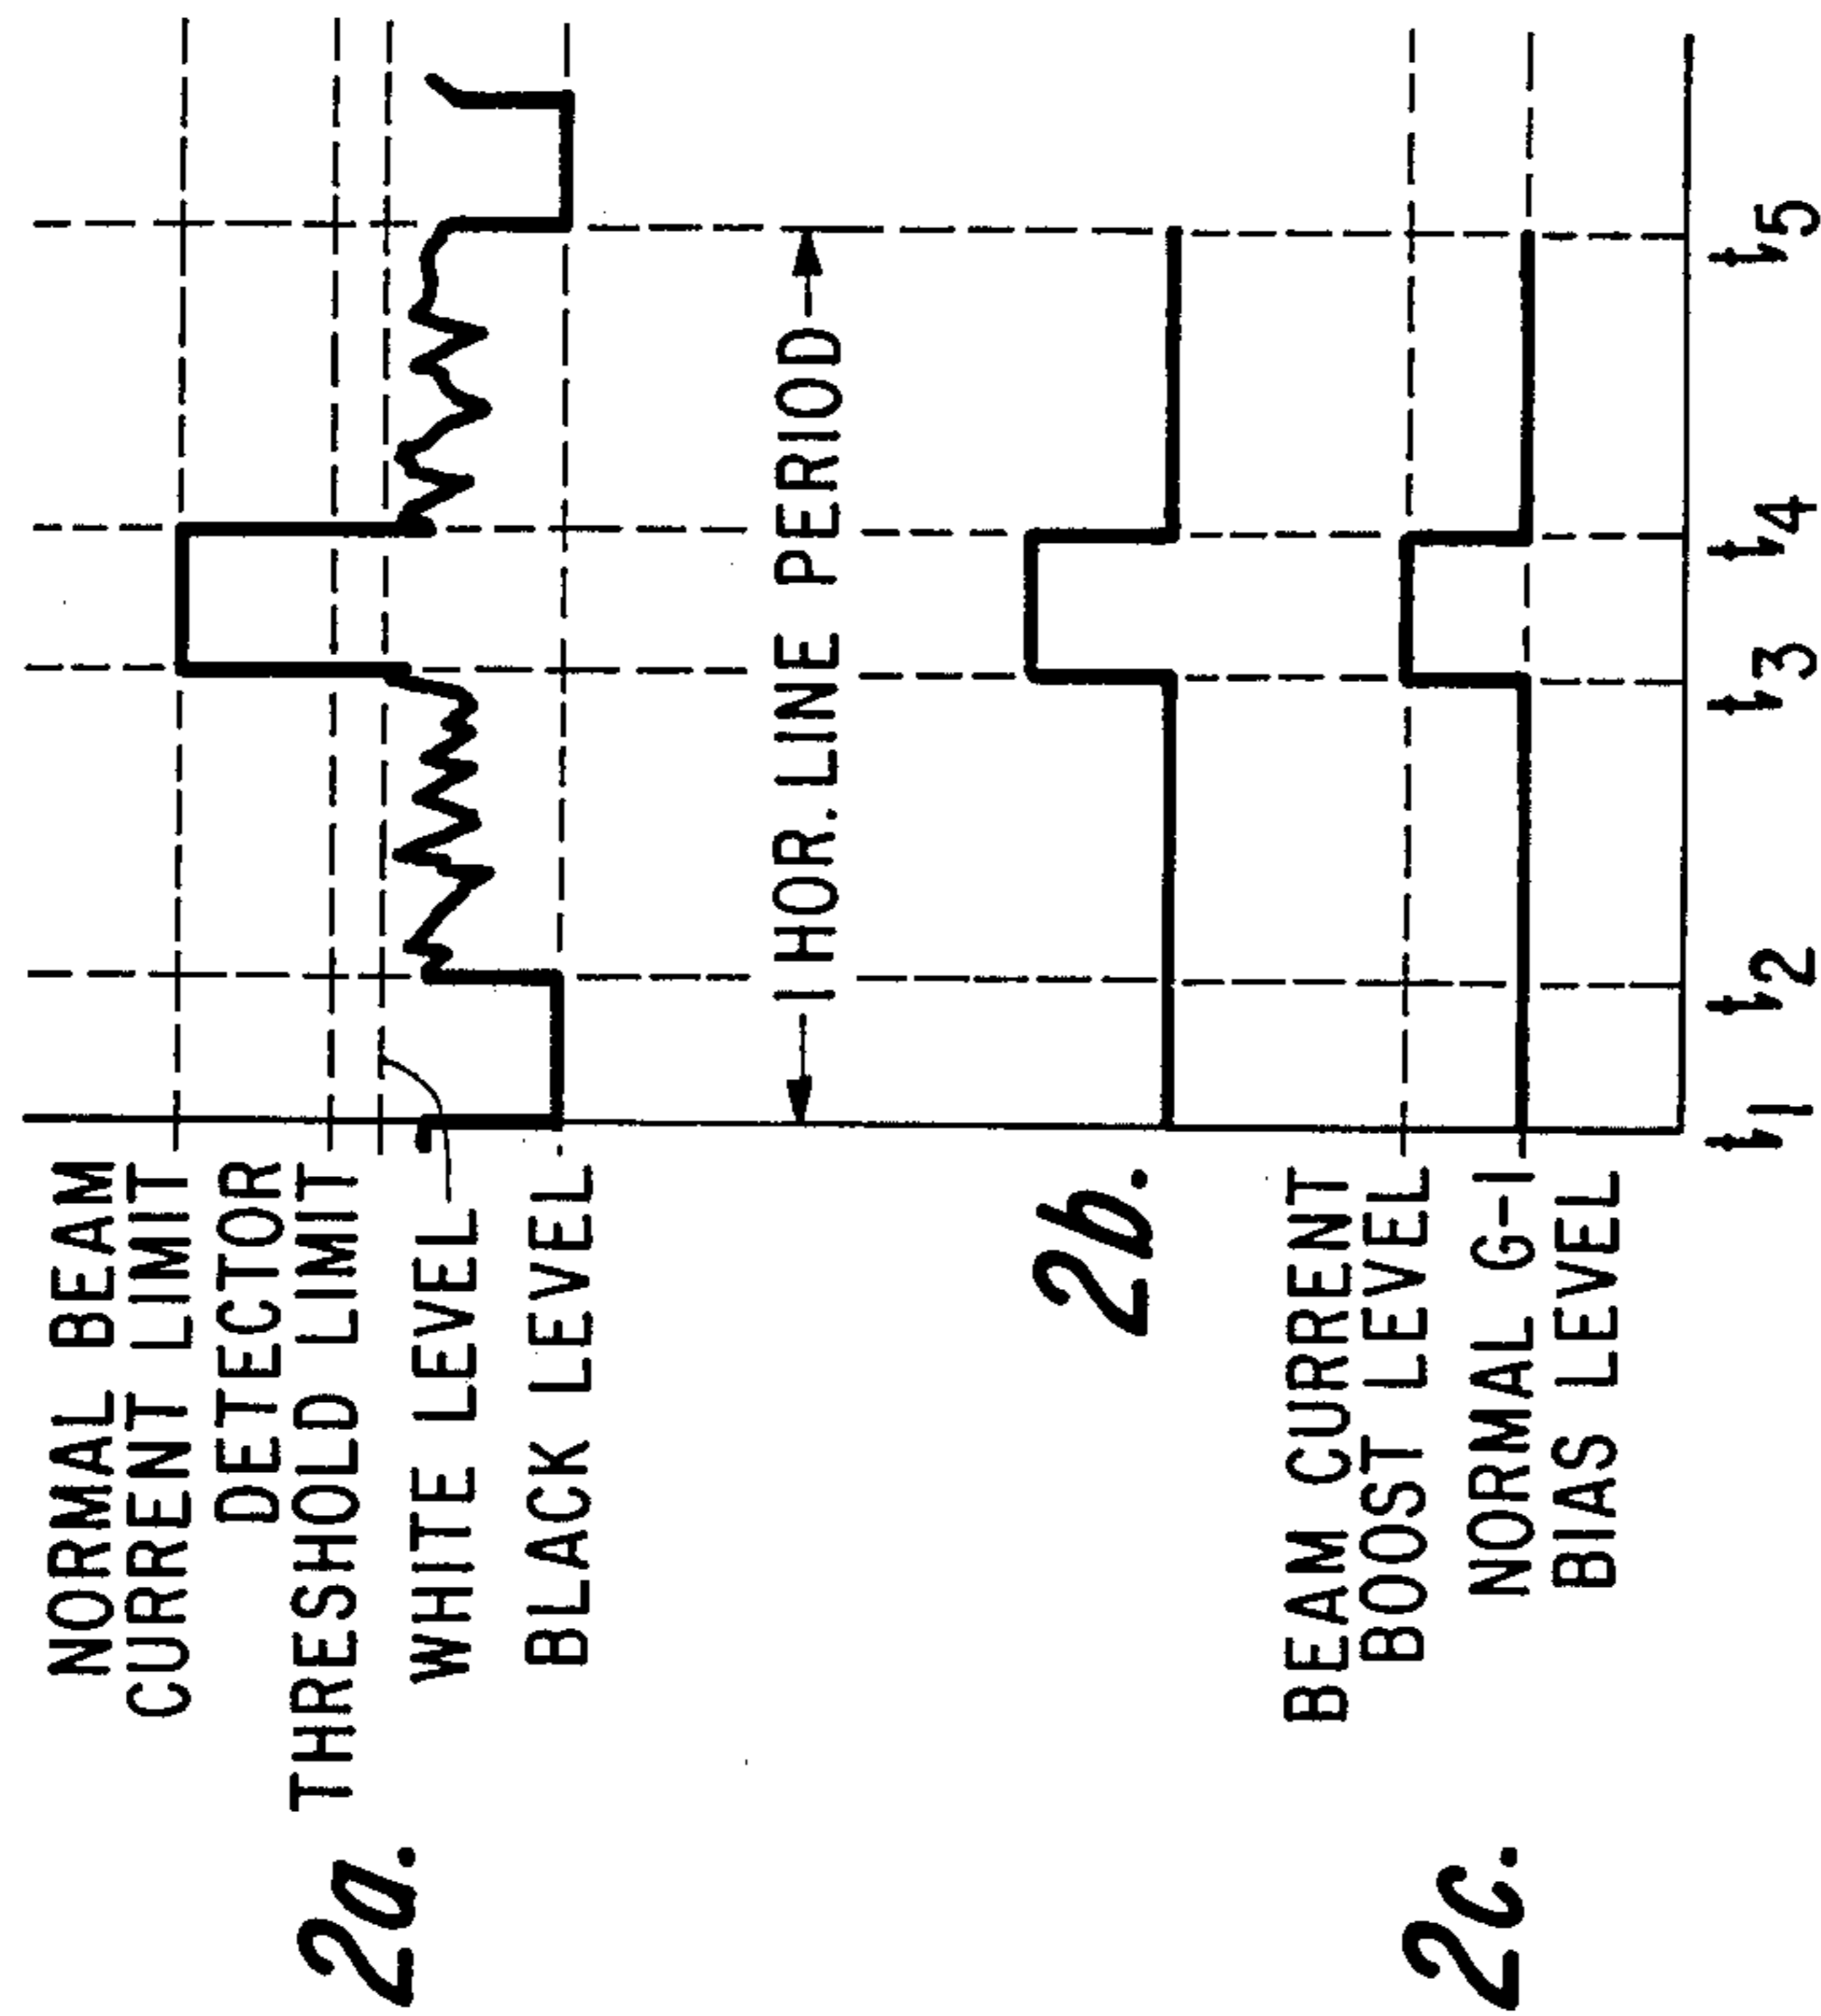 2a.
NORMAL BEAM
CURRENT LIMIT
DETECTOR
THRESHOLD LIMIT
WHITE LEVEL
BLACK LEVEL
1 HOR. LINE PERIOD
2b.
2c.
BEAM CURRENT
BOOST LEVEL
NORMAL G-1
BIAS LEVEL
t1 t2 t3 t4 t5